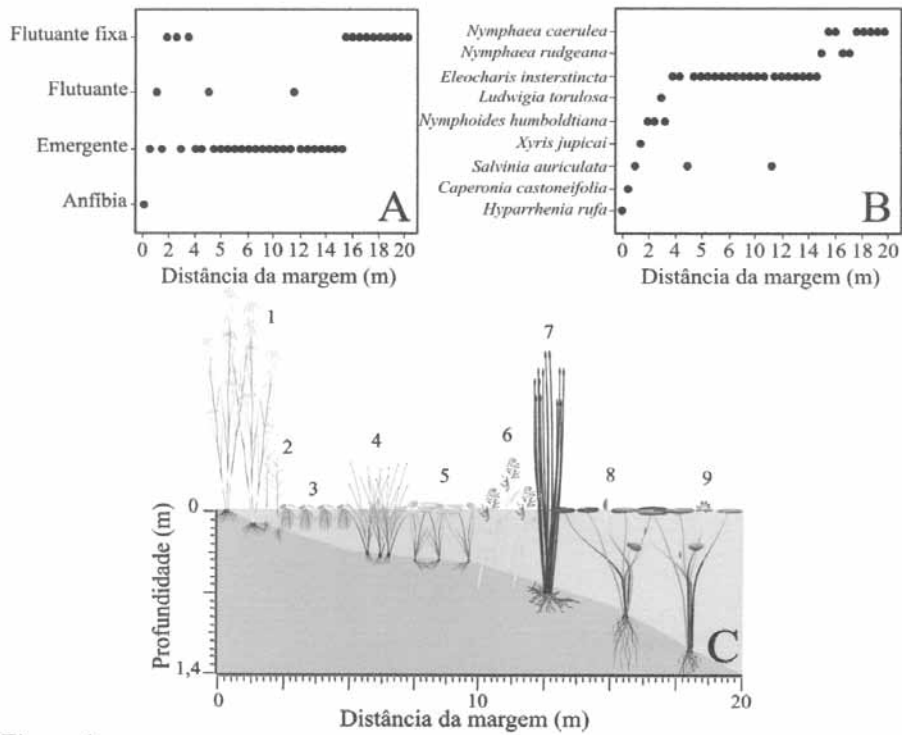 Flutuante fixa
Flutuante
Emergente
Anfíbia
A
0 2 4 5 6 8 10 12 14 16 18 20
Distância da margem (m)
Nymphaea caerulea
Nymphaea rudgeana
Eleocharis insterstincta
Ludwigia torulosa
Nymphoides humboldtiana
Xyris jupicai
Salvinia auriculata
Caperonia castoneifolia
Hyparrhenia rufa
B
0 2 4 5 6 8 10 12 14 16 17 20
Distância da margem (m)
1
2
3
4
5
6
7
8
9
0
Profundidade (m)
1,4
C
0 10 20
Distância da margem (m)